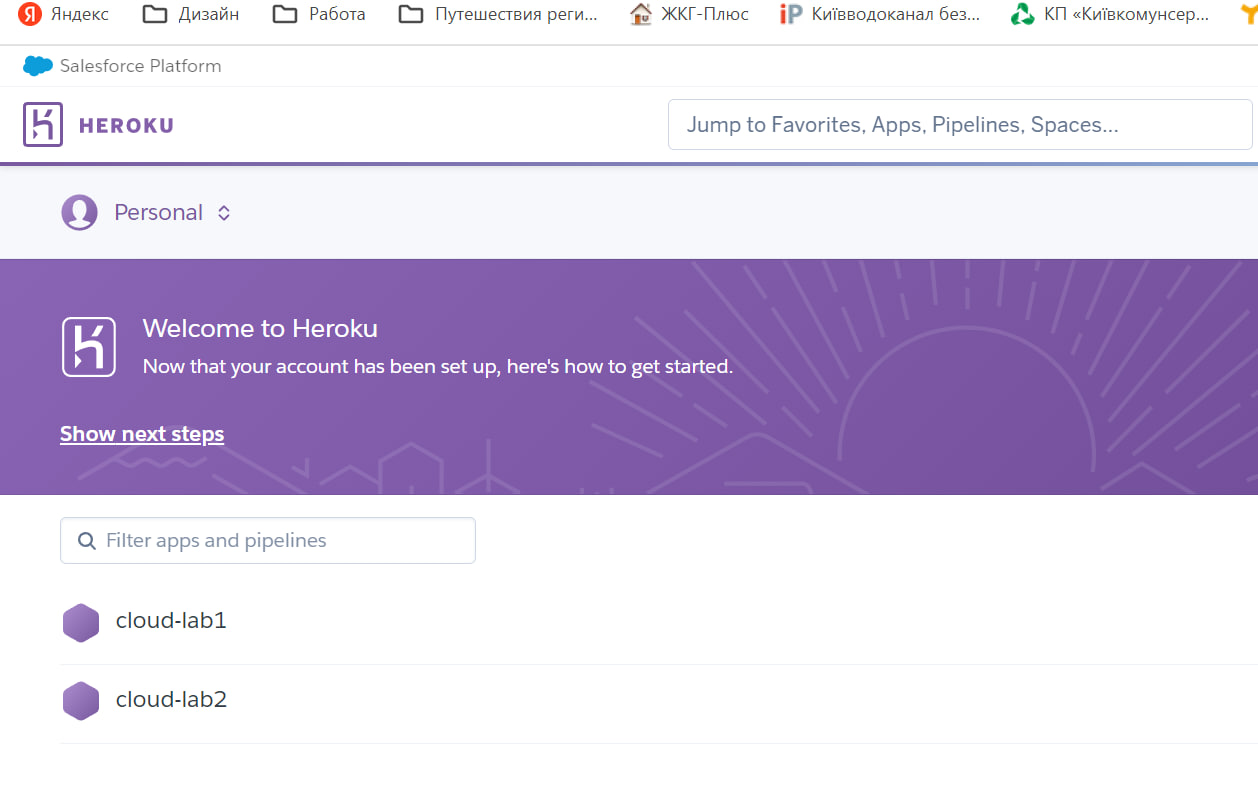 Яндекс Дизайн Работа Путешествия реги... ЖКГ-Плюс Київводоканал без... КП «Київкомунсер...
Salesforce Platform
HEROKU Jump to Favorites, Apps, Pipelines, Spaces...
Personal
Welcome to Heroku
Now that your account has been set up, here's how to get started.
Show next steps
Filter apps and pipelines
cloud-lab1
cloud-lab2